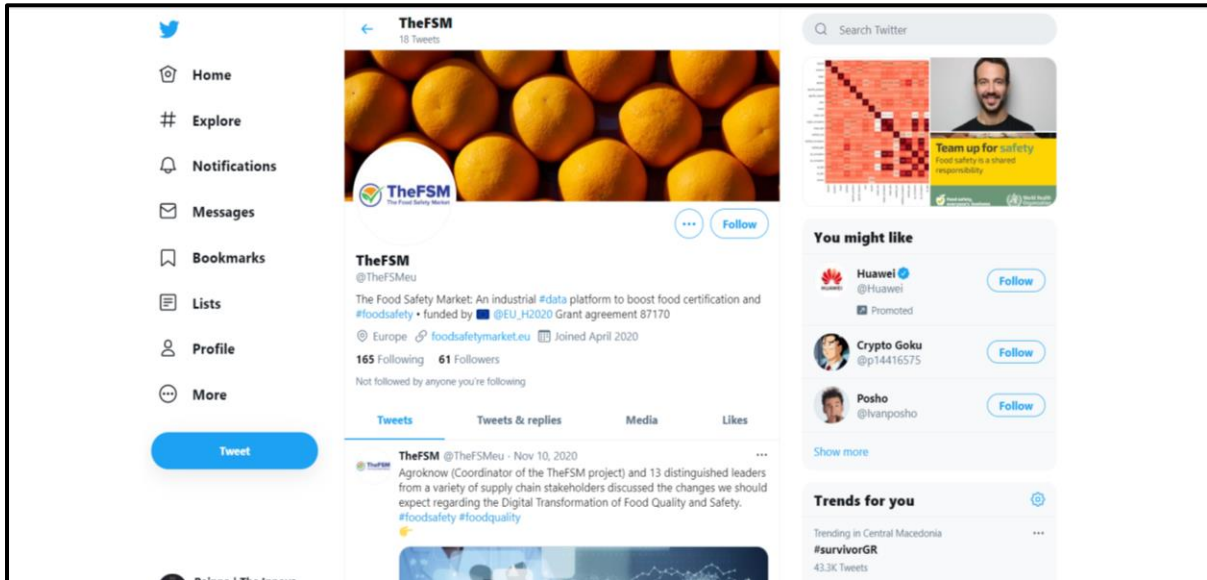 Home
Explore
Notifications
Messages
Bookmarks
Lists
Profile
More
Tweet
TheFSM
18 Tweets
TheFSM
The Food Safety Market
Follow
TheFSM
@TheFSMeu
The Food Safety Market: An industrial #data platform to boost food certification and
#foodsafety • funded by 🇪🇺 @EU_H2020 Grant agreement 87170
Europe foodsafetymarket.eu Joined April 2020
165 Following 61 Followers
Not followed by anyone you're following
Tweets Tweets & replies Media Likes
TheFSM @TheFSMeu · Nov 10, 2020
Agroknow (Coordinator of the TheFSM project) and 13 distinguished leaders
from a variety of supply chain stakeholders discussed the changes we should
expect regarding the Digital Transformation of Food Quality and Safety.
#foodsafety #foodquality
👉
Search Twitter
Team up for safety
Food safety is a shared
responsibility
World Health
Organization
You might like
Huawei
@Huawei
Promoted
Follow
Crypto Goku
@p14416575
Follow
Posho
@Ivanposho
Follow
Show more
Trends for you
Trending in Central Macedonia
#survivorGR
43.3K Tweets